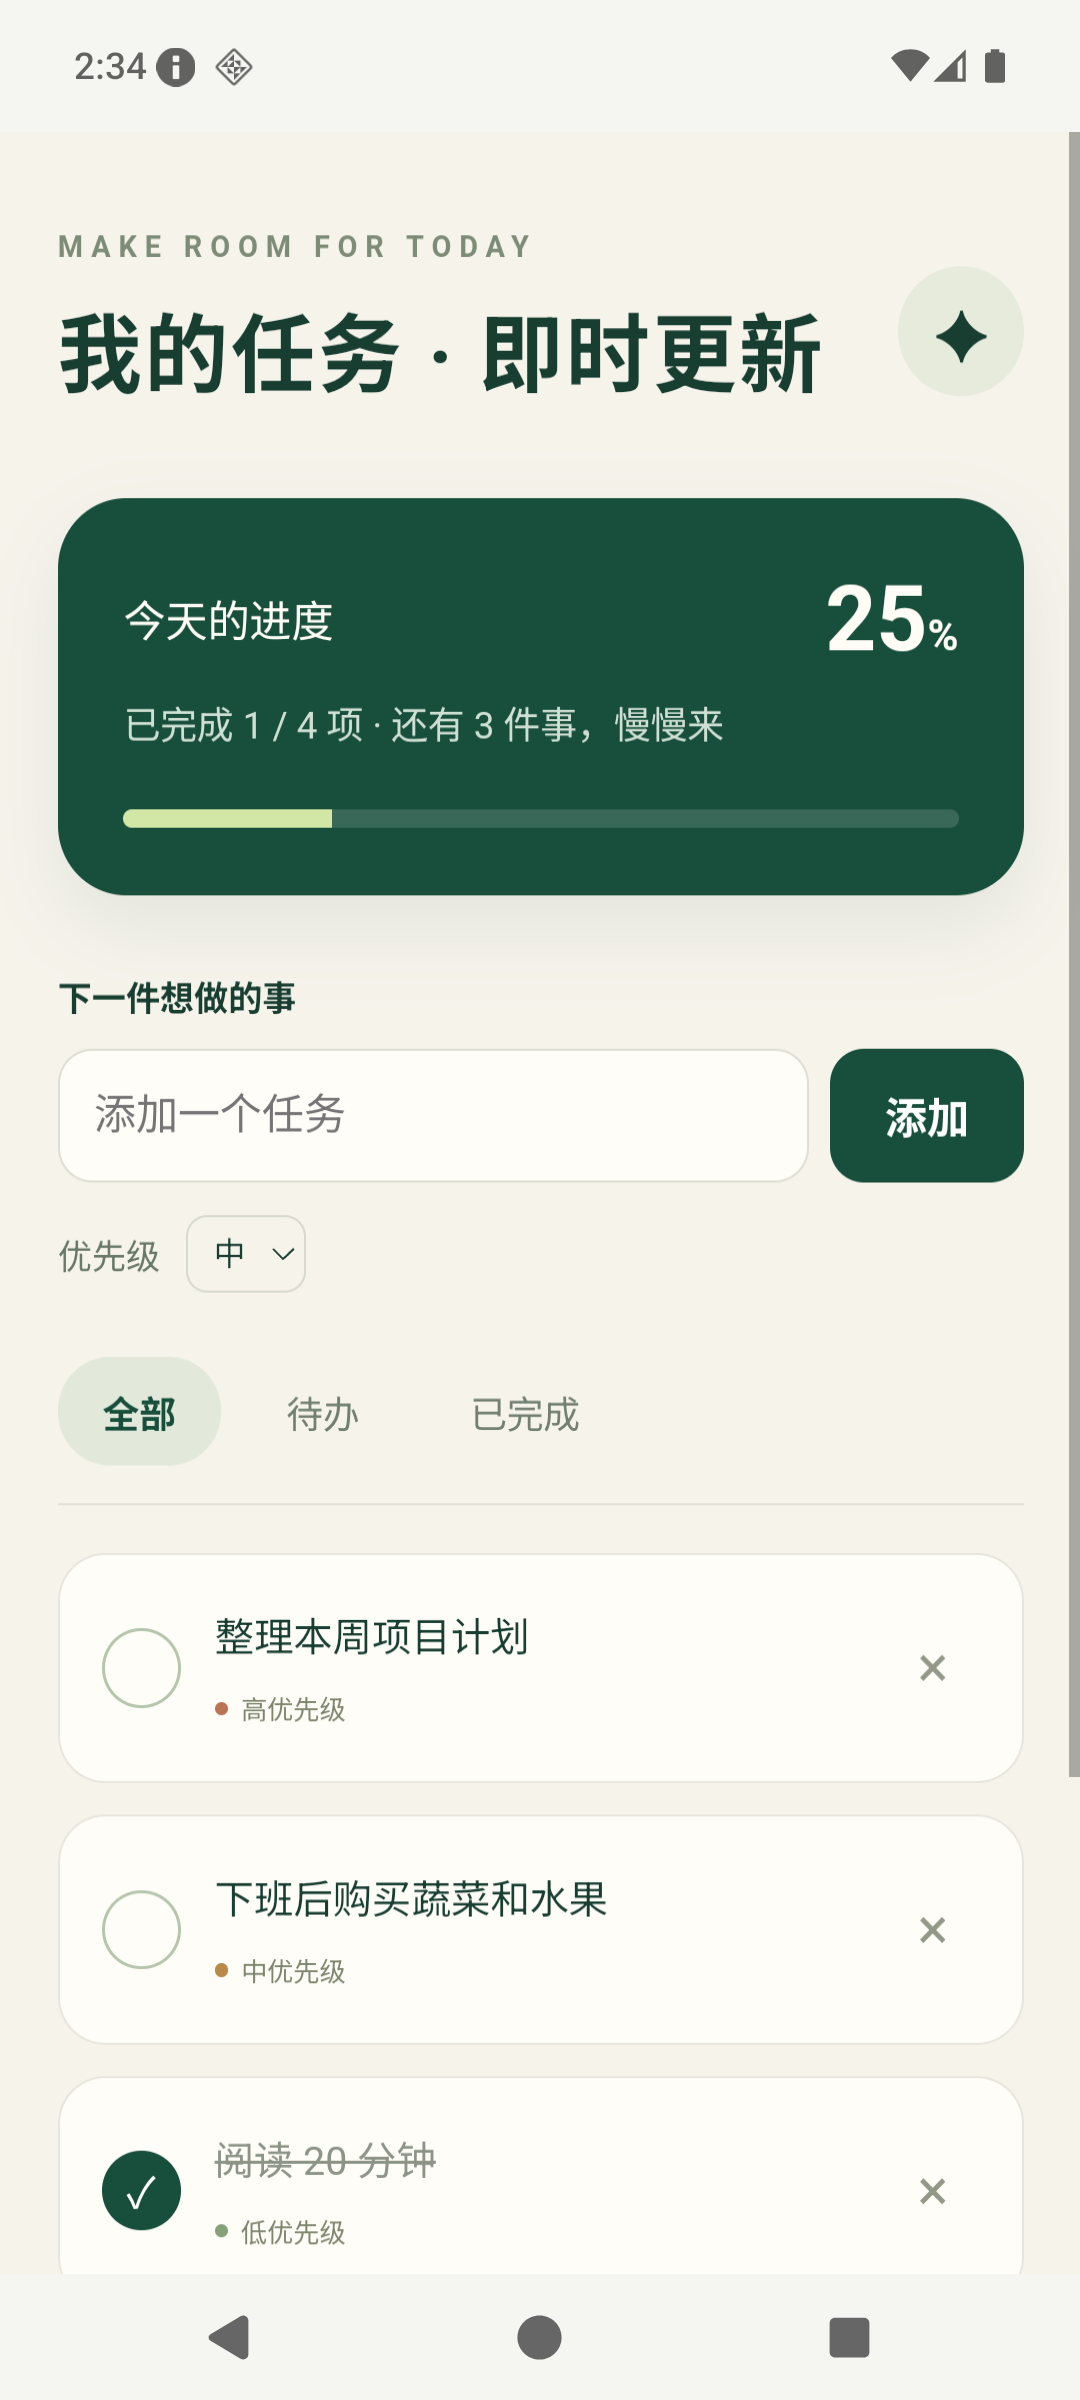 2:34
MAKE ROOM FOR TODAY
我的任务 · 即时更新
今天的进度
25%
已完成 1 / 4 项 · 还有 3 件事，慢慢来
下一件想做的事
添加一个任务
添加
优先级 中
全部 待办 已完成
整理本周项目计划
高优先级
下班后购买蔬菜和水果
中优先级
阅读 20 分钟
低优先级